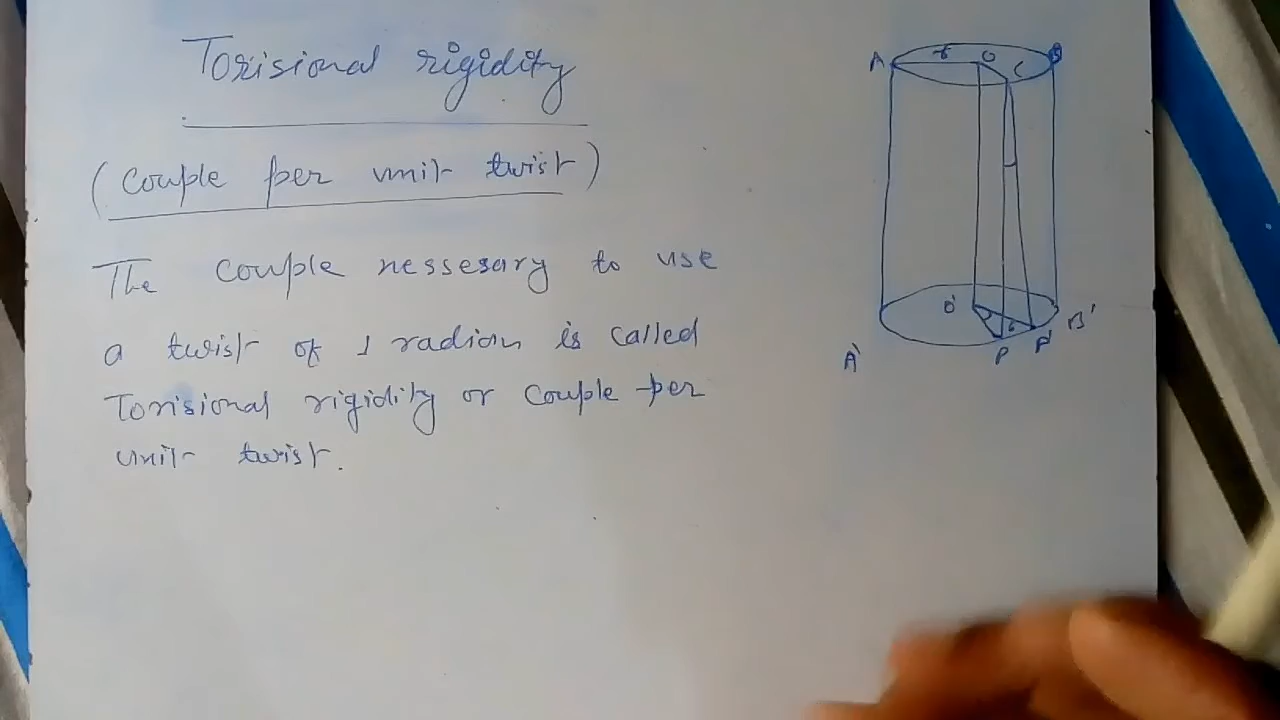 Torisional rigidity
(couple per unit twist)
The couple nessesary to use
a twist of 1 radian is called
Torisional rigidity or couple per
unit twist.
A r O C B
O' P P' B'
A'